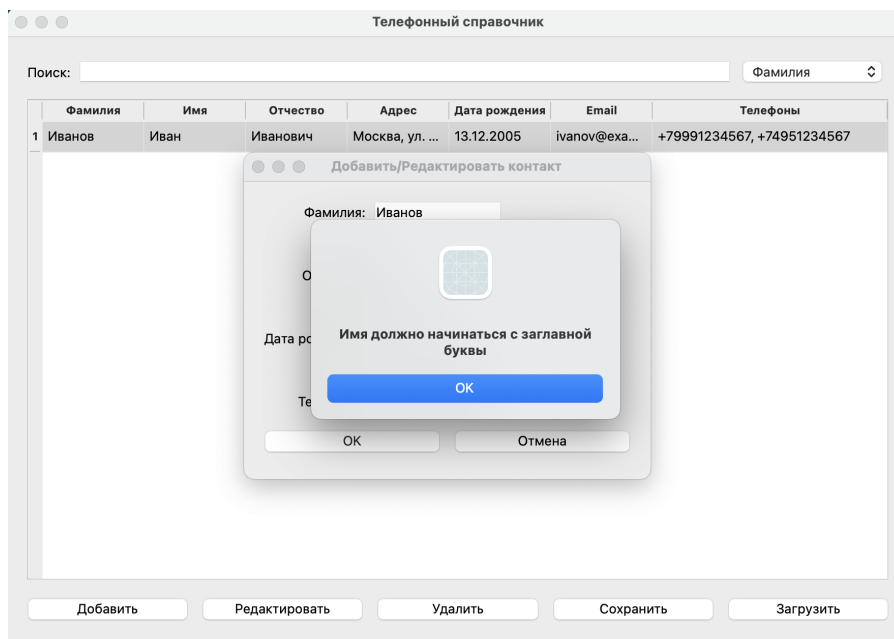 Телефонный справочник
Поиск:
Фамилия
Фамилия Имя Отчество Адрес Дата рождения Email Телефоны
1 Иванов Иван Иванович Москва, ул. ... 13.12.2005 ivanov@exa... +79991234567, +74951234567
Добавить/Редактировать контакт
Фамилия: Иванов
Имя должно начинаться с заглавной
буквы
OK
OK Отмена
Добавить Редактировать Удалить Сохранить Загрузить